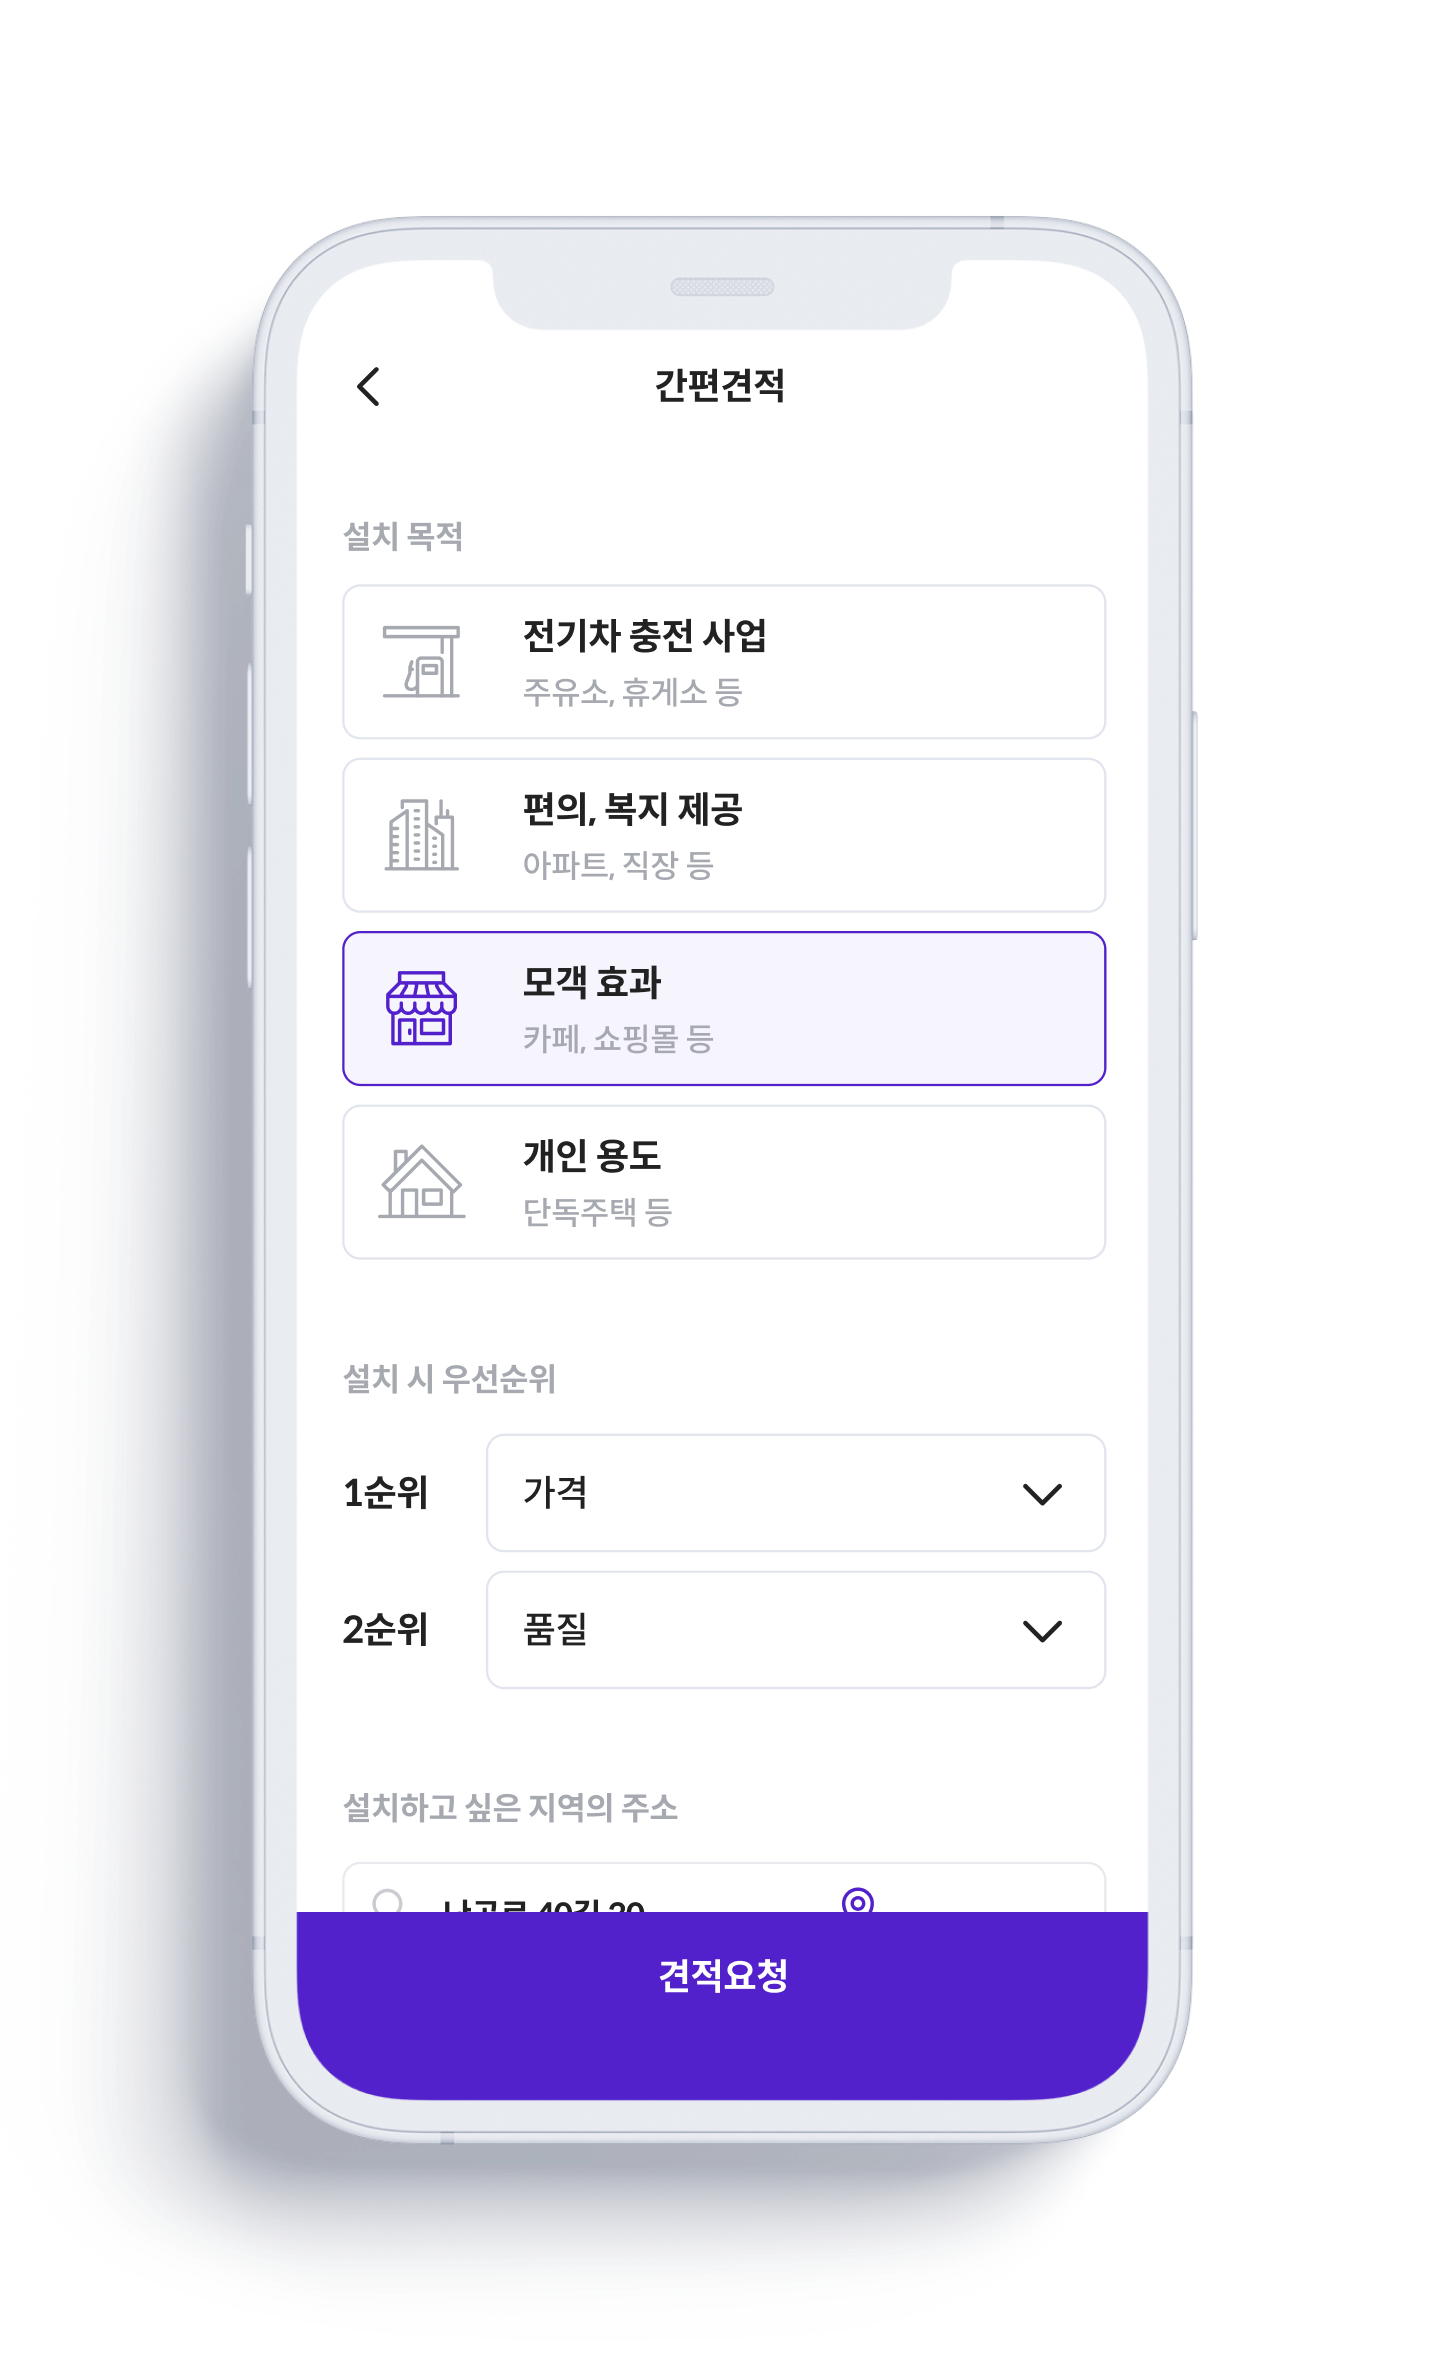 간편견적
설치 목적
전기차 충전 사업
주유소, 휴게소 등
편의, 복지 제공
아파트, 직장 등
모객 효과
카페, 쇼핑몰 등
개인 용도
단독주택 등
설치 시 우선순위
1순위 가격
2순위 품질
설치하고 싶은 지역의 주소
견적요청